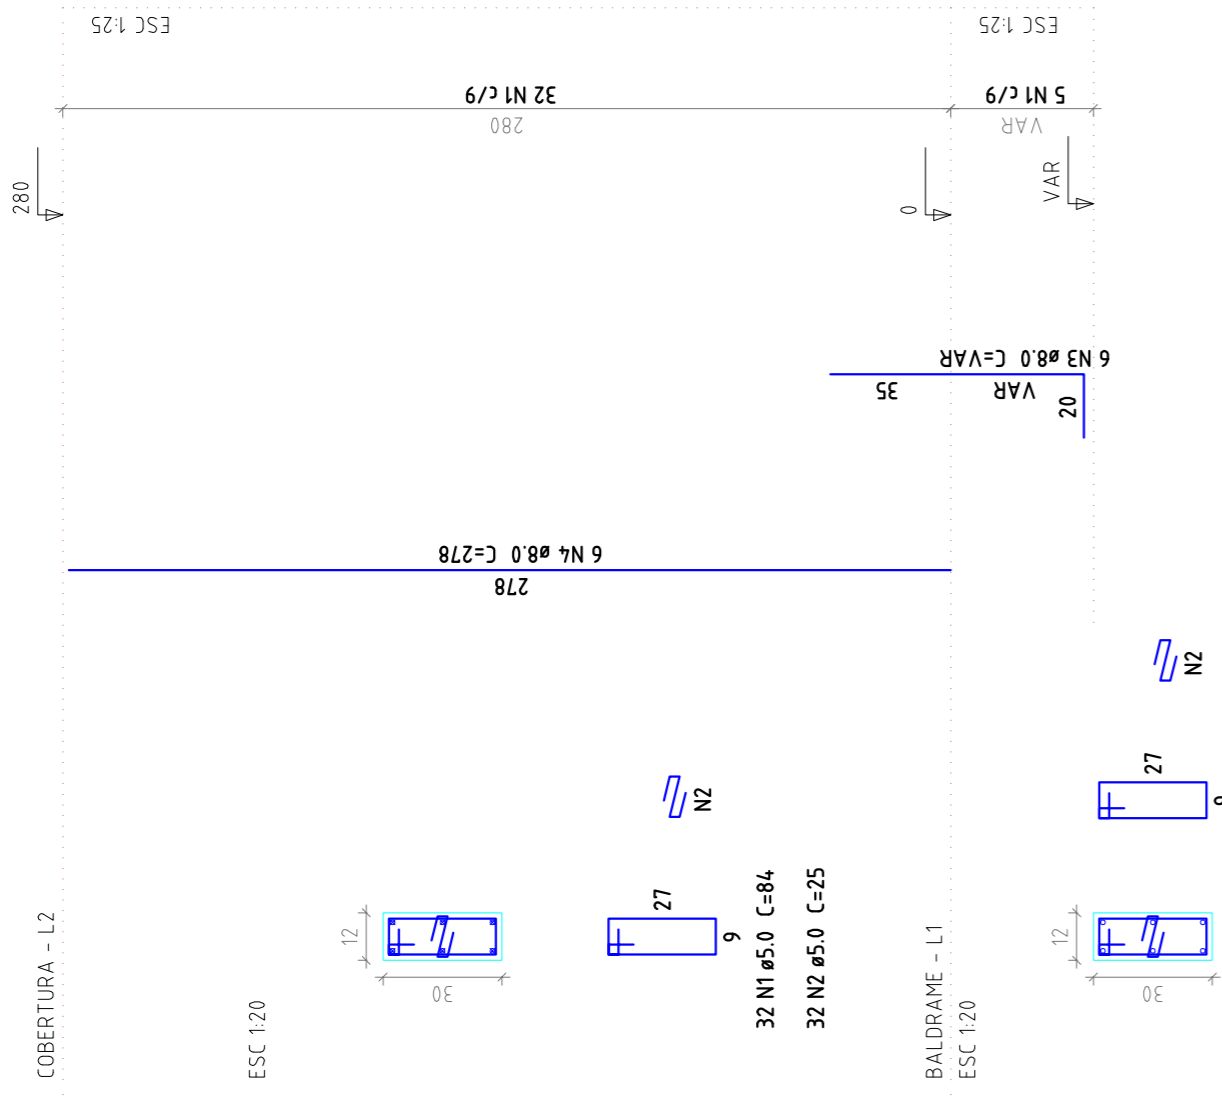 ESC 1:25
ESC 1:25
32 N1 c/9
280
5 N1 c/9
VAR
280
0
VAR
6 N3 ø8.0 C=VAR
35
VAR
20
6 N4 ø8.0 C=278
278
N2
N2
27
27
9
9
32 N1 ø5.0 C=84
32 N2 ø5.0 C=25
12
30
12
30
COBERTURA - L2
ESC 1:20
BALDRAME - L1
ESC 1:20